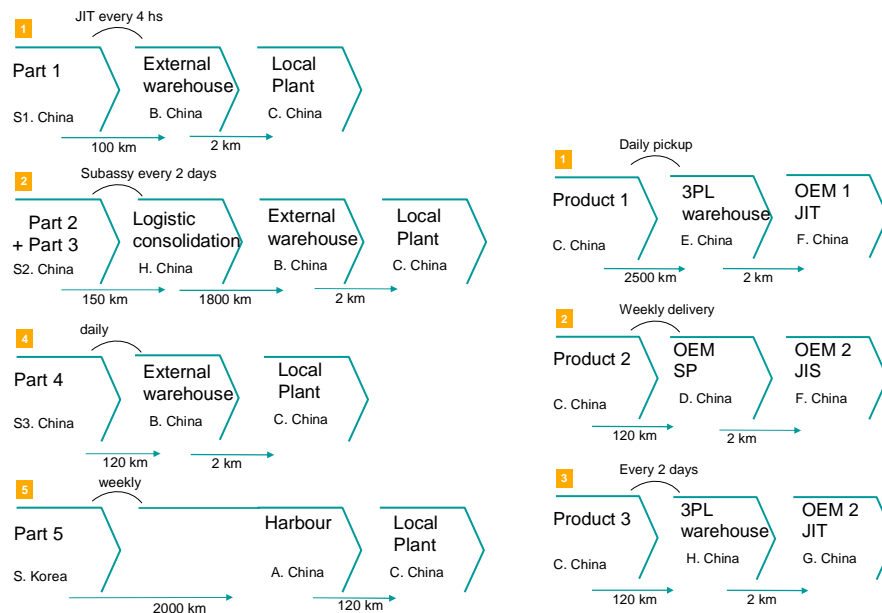 JIT every 4 hs
1
Part 1
External
warehouse
Local
Plant
S1. China
B. China
C. China
100 km
2 km
2
Subassy every 2 days
Part 2
+ Part 3
Logistic
consolidation
External
warehouse
Local
Plant
S2. China
H. China
B. China
C. China
150 km
1800 km
2 km
4
daily
Part 4
External
warehouse
Local
Plant
S3. China
B. China
C. China
120 km
2 km
5
weekly
Part 5
Harbour
Local
Plant
S. Korea
A. China
C. China
2000 km
120 km
1
Daily pickup
Product 1
3PL
warehouse
OEM 1
JIT
C. China
E. China
F. China
2500 km
2 km
2
Weekly delivery
Product 2
OEM
SP
OEM 2
JIS
C. China
D. China
F. China
120 km
2 km
3
Every 2 days
Product 3
3PL
warehouse
OEM 2
JIT
C. China
H. China
G. China
120 km
2 km